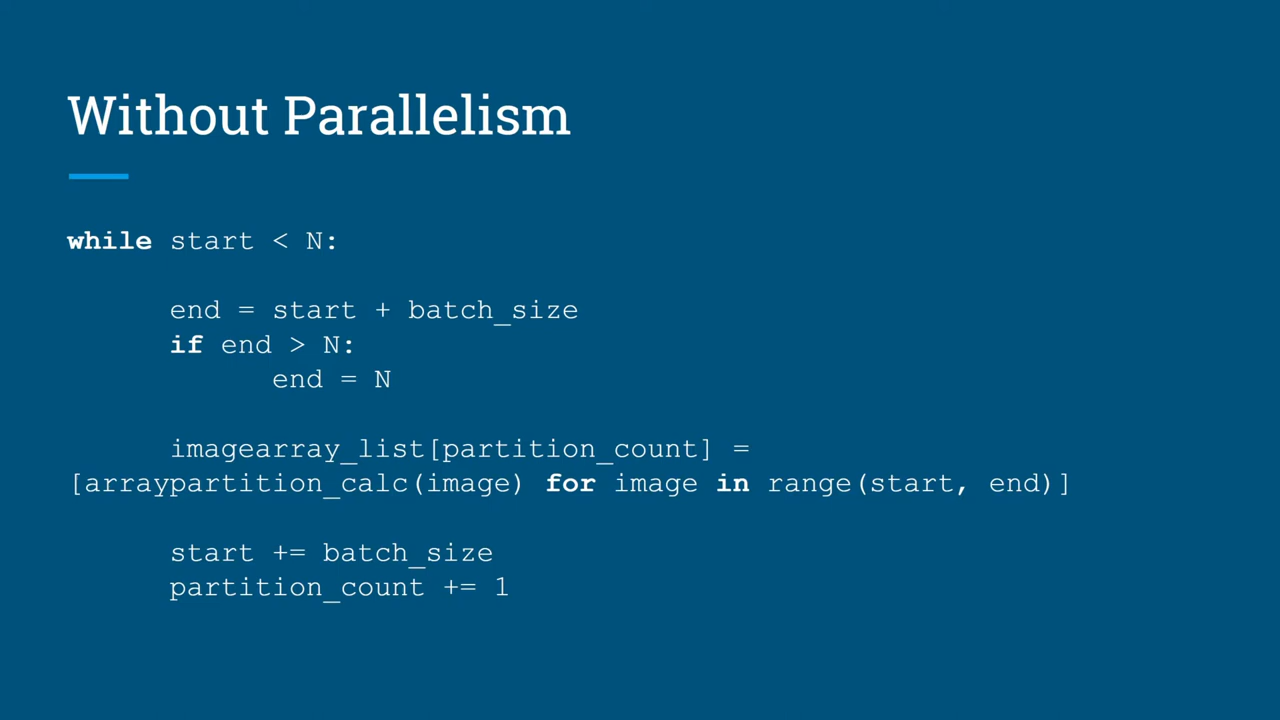 Without Parallelism
while start < N:
end = start + batch_size
if end > N:
end = N
imagearray_list[partition_count] =
[arraypartition_calc(image) for image in range(start, end)]
start += batch_size
partition_count += 1